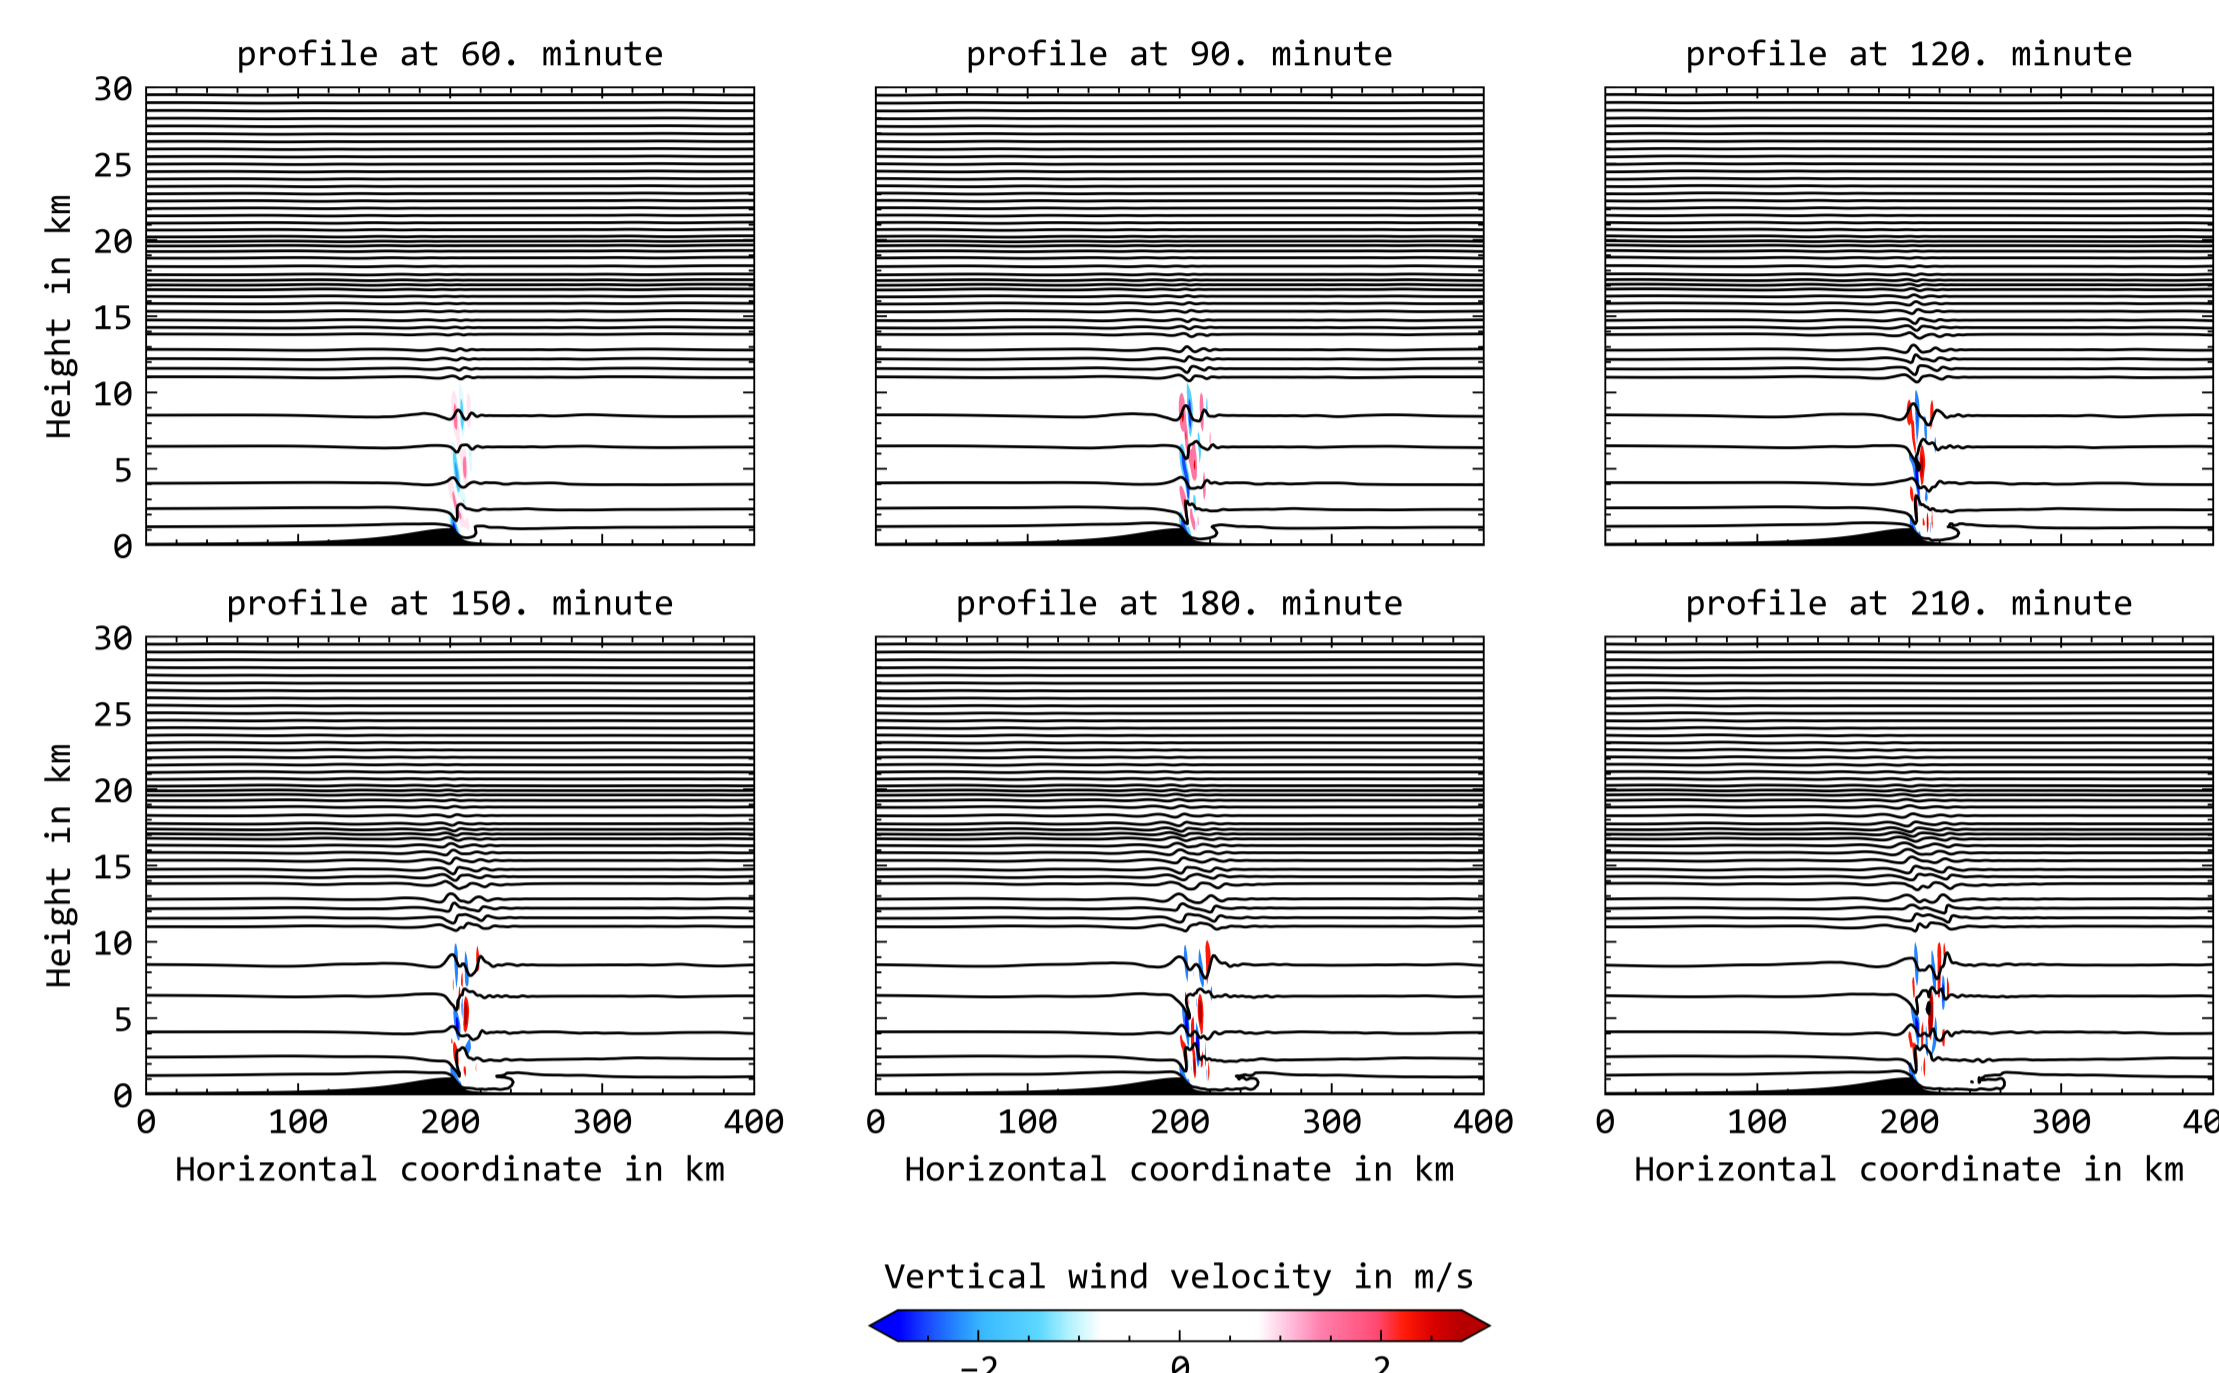 profile at 60. minute
profile at 90. minute
profile at 120. minute
30
25
20
15
10
5
0
Height in km
profile at 150. minute
profile at 180. minute
profile at 210. minute
30
25
20
15
10
5
0
Height in km
0 100 200 300 400
0 100 200 300 400
0 100 200 300 40
Horizontal coordinate in km
Horizontal coordinate in km
Horizontal coordinate in km
Vertical wind velocity in m/s
−2 0 2